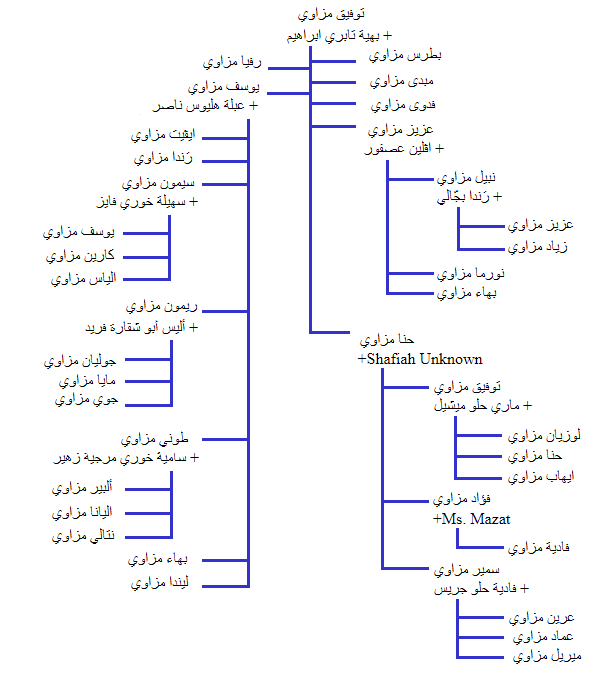 توفيق مزاوي
+ بهية تابري ابراهيم
رفيا مزاوي
يوسف مزاوي
+ عبلة هليوس ناصر
ايڤيت مزاوي
رَندا مزاوي
سيمون مزاوي
+ سهيلة خوري فايز
يوسف مزاوي
كارين مزاوي
الياس مزاوي
ريمون مزاوي
+ أليس أبو شقارة فريد
جوليان مزاوي
مايا مزاوي
جوي مزاوي
طوني مزاوي
+ سامية خوري مرجية زهير
ألبير مزاوي
اليانا مزاوي
نتالي مزاوي
بهاء مزاوي
ليندا مزاوي
بطرس مزاوي
مبدى مزاوي
فدوى مزاوي
عزيز مزاوي
+ اڤلين عصفور
نبيل مزاوي
+ رَندا بجّالي
عزيز مزاوي
زياد مزاوي
نورما مزاوي
بهاء مزاوي
حنا مزاوي
+Shafiah Unknown
توفيق مزاوي
+ ماري حلو ميشيل
لوزيان مزاوي
حنا مزاوي
ايهاب مزاوي
فؤاد مزاوي
+Ms. Mazat
فادية مزاوي
سمير مزاوي
+ فادية حلو جريس
عرين مزاوي
عماد مزاوي
ميريل مزاوي